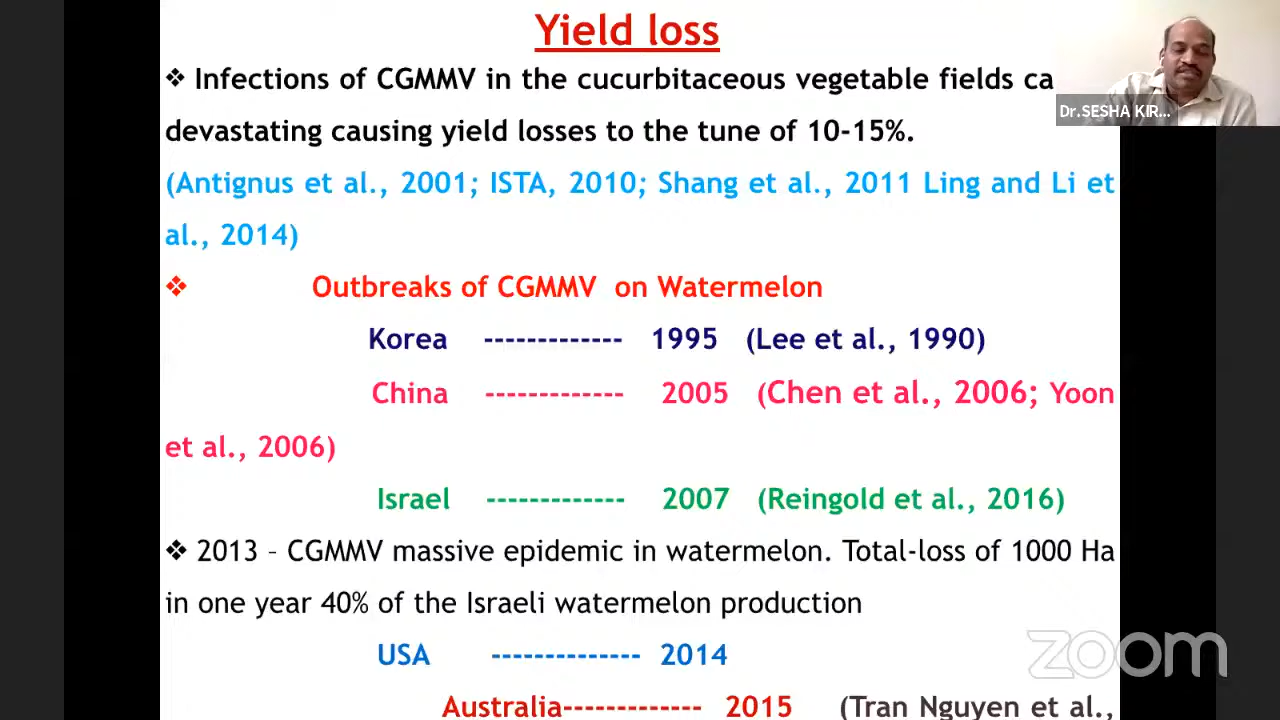 Yield loss
❖ Infections of CGMMV in the cucurbitaceous vegetable fields ca
devastating causing yield losses to the tune of 10-15%.
(Antignus et al., 2001; ISTA, 2010; Shang et al., 2011 Ling and Li et
al., 2014)
❖ Outbreaks of CGMMV on Watermelon
Korea ------------- 1995 (Lee et al., 1990)
China ------------- 2005 (Chen et al., 2006; Yoon
et al., 2006)
Israel ------------- 2007 (Reingold et al., 2016)
❖ 2013 – CGMMV massive epidemic in watermelon. Total-loss of 1000 Ha
in one year 40% of the Israeli watermelon production
USA -------------- 2014
Australia------------- 2015 (Tran Nguyen et al.,
Dr.SESHA KIR...
zoom